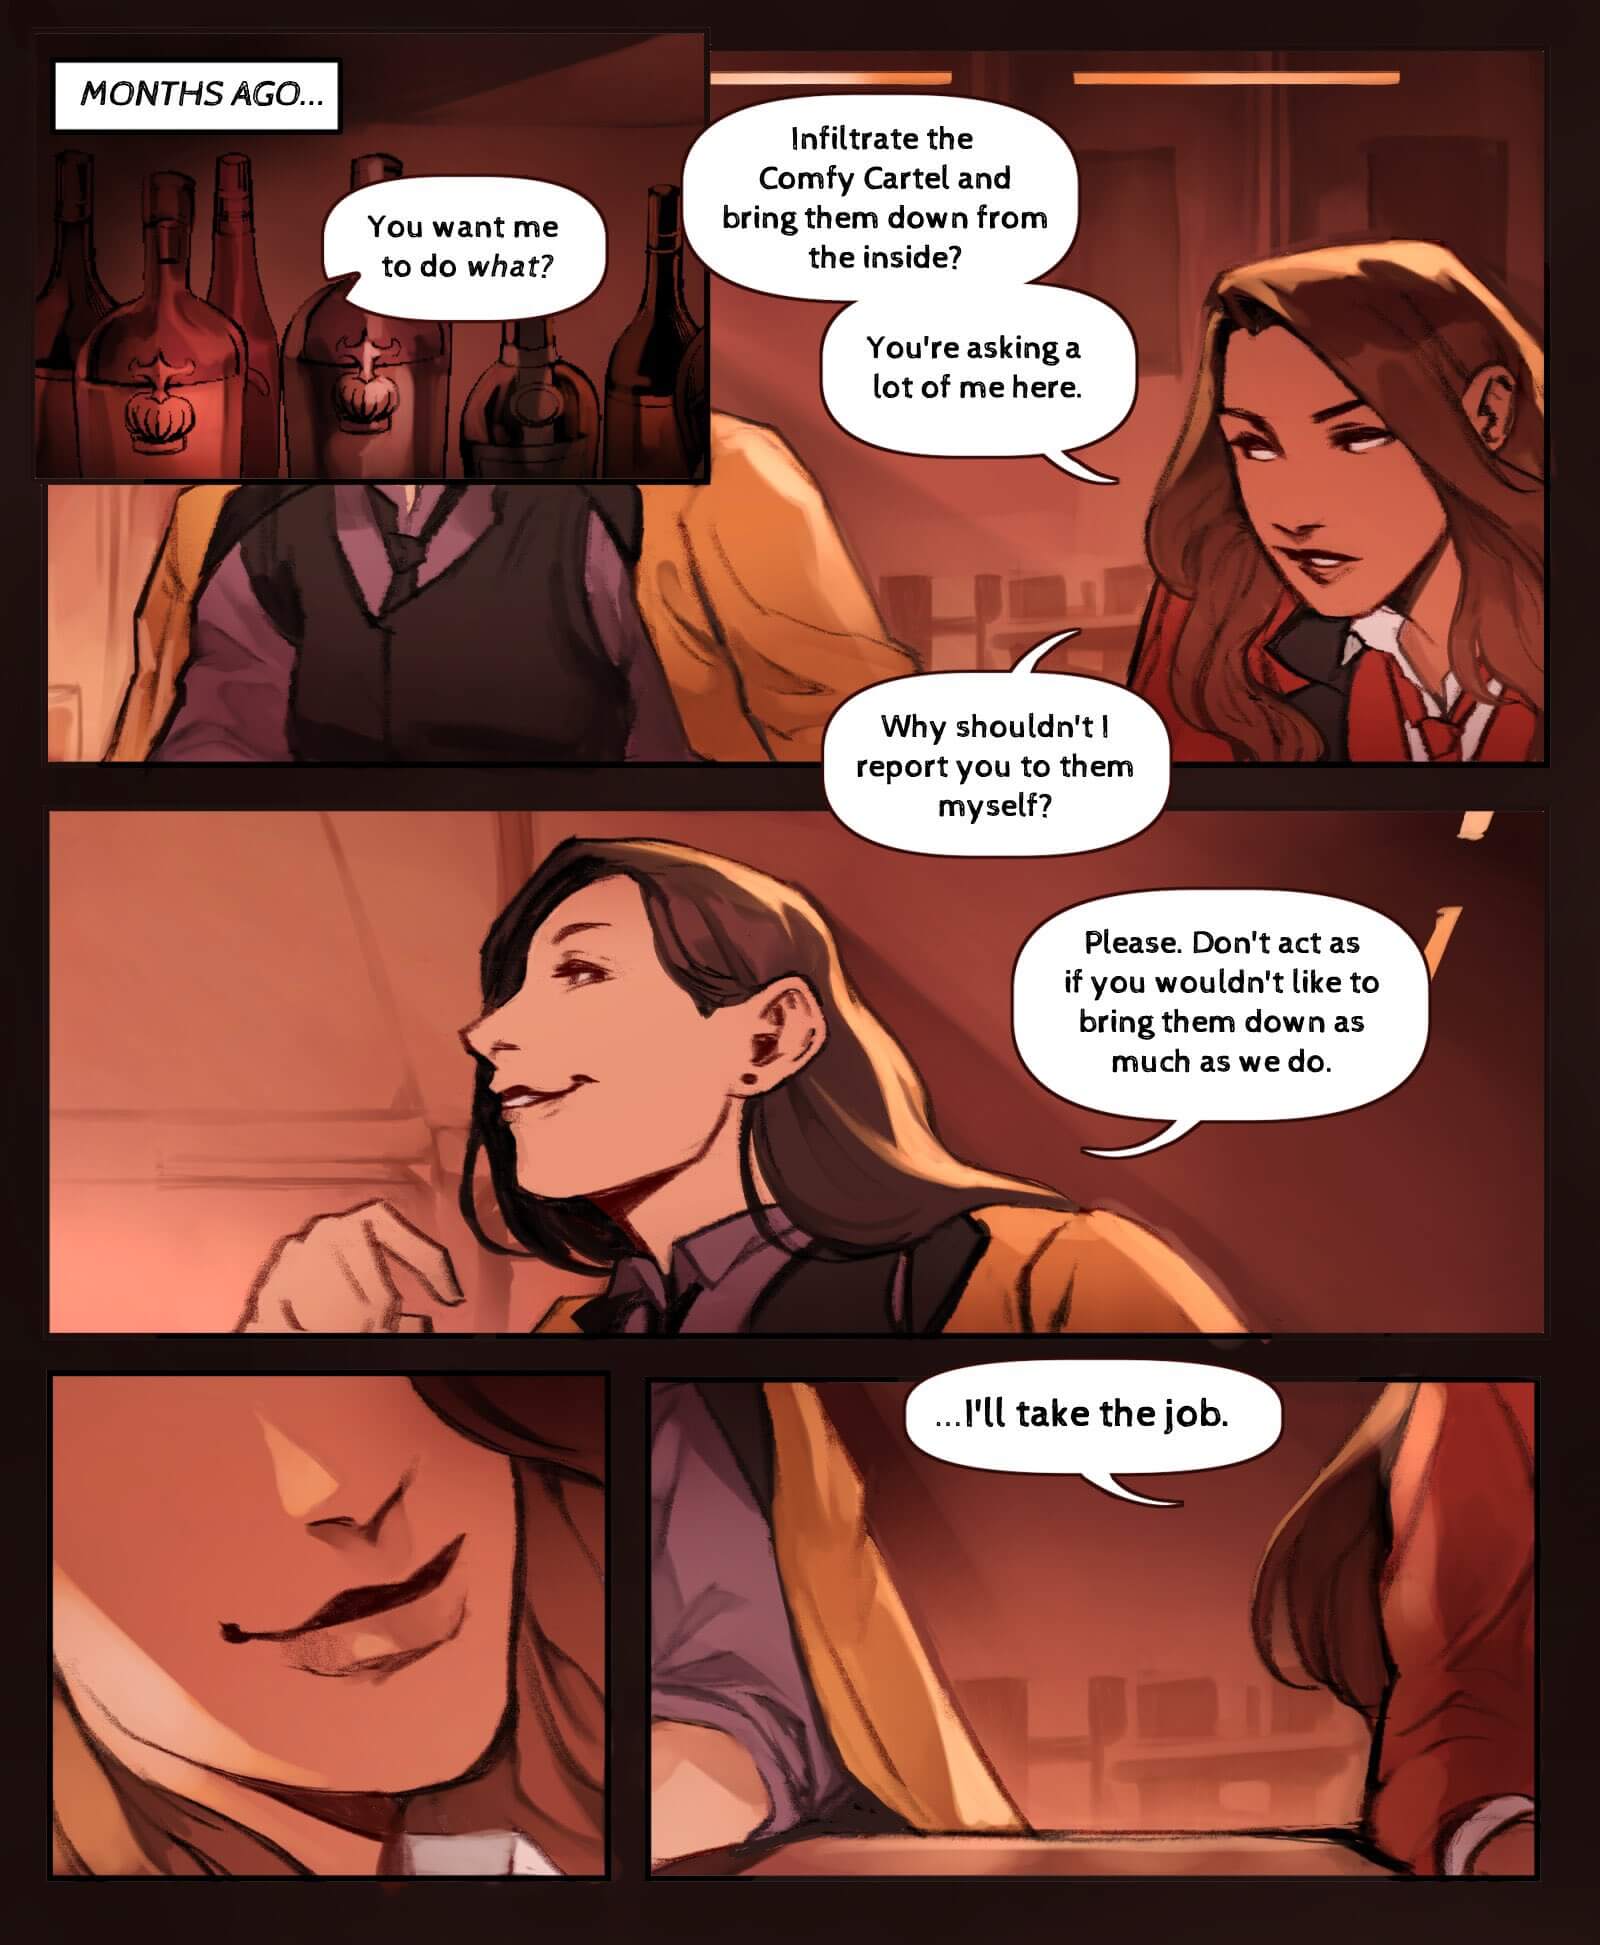 MONTHS AGO...
You want me
to do what?
Infiltrate the
Comfy Cartel and
bring them down from
the inside?
You're asking a
lot of me here.
Why shouldn't I
report you to them
myself?
Please. Don't act as
if you wouldn't like to
bring them down as
much as we do.
...I'll take the job.